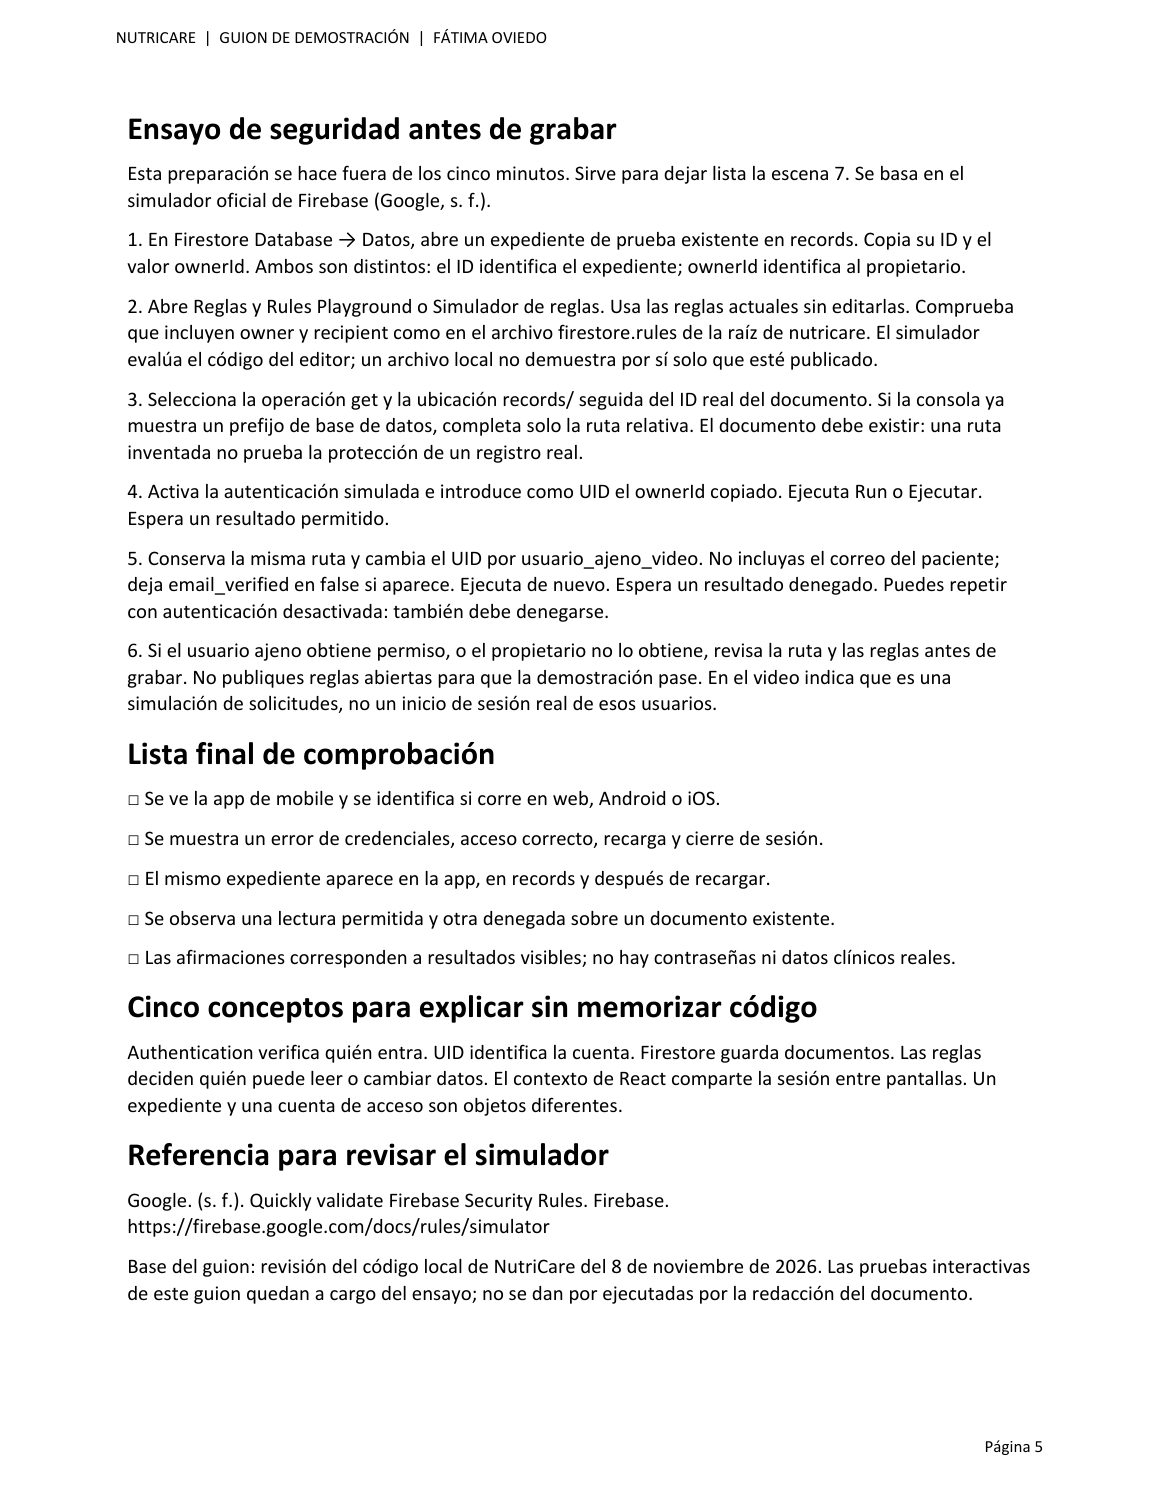 NUTRICARE | GUION DE DEMOSTRACIÓN | FÁTIMA OVIEDO
Ensayo de seguridad antes de grabar
Esta preparación se hace fuera de los cinco minutos. Sirve para dejar lista la escena 7. Se basa en el
simulador oficial de Firebase (Google, s. f.).
1. En Firestore Database → Datos, abre un expediente de prueba existente en records. Copia su ID y el
valor ownerId. Ambos son distintos: el ID identifica el expediente; ownerId identifica al propietario.
2. Abre Reglas y Rules Playground o Simulador de reglas. Usa las reglas actuales sin editarlas. Comprueba
que incluyen owner y recipient como en el archivo firestore.rules de la raíz de nutricare. El simulador
evalúa el código del editor; un archivo local no demuestra por sí solo que esté publicado.
3. Selecciona la operación get y la ubicación records/ seguida del ID real del documento. Si la consola ya
muestra un prefijo de base de datos, completa solo la ruta relativa. El documento debe existir: una ruta
inventada no prueba la protección de un registro real.
4. Activa la autenticación simulada e introduce como UID el ownerId copiado. Ejecuta Run o Ejecutar.
Espera un resultado permitido.
5. Conserva la misma ruta y cambia el UID por usuario_ajeno_video. No incluyas el correo del paciente;
deja email_verified en false si aparece. Ejecuta de nuevo. Espera un resultado denegado. Puedes repetir
con autenticación desactivada: también debe denegarse.
6. Si el usuario ajeno obtiene permiso, o el propietario no lo obtiene, revisa la ruta y las reglas antes de
grabar. No publiques reglas abiertas para que la demostración pase. En el video indica que es una
simulación de solicitudes, no un inicio de sesión real de esos usuarios.
Lista final de comprobación
□ Se ve la app de mobile y se identifica si corre en web, Android o iOS.
□ Se muestra un error de credenciales, acceso correcto, recarga y cierre de sesión.
□ El mismo expediente aparece en la app, en records y después de recargar.
□ Se observa una lectura permitida y otra denegada sobre un documento existente.
□ Las afirmaciones corresponden a resultados visibles; no hay contraseñas ni datos clínicos reales.
Cinco conceptos para explicar sin memorizar código
Authentication verifica quién entra. UID identifica la cuenta. Firestore guarda documentos. Las reglas
deciden quién puede leer o cambiar datos. El contexto de React comparte la sesión entre pantallas. Un
expediente y una cuenta de acceso son objetos diferentes.
Referencia para revisar el simulador
Google. (s. f.). Quickly validate Firebase Security Rules. Firebase.
https://firebase.google.com/docs/rules/simulator
Base del guion: revisión del código local de NutriCare del 8 de noviembre de 2026. Las pruebas interactivas
de este guion quedan a cargo del ensayo; no se dan por ejecutadas por la redacción del documento.
Página 5